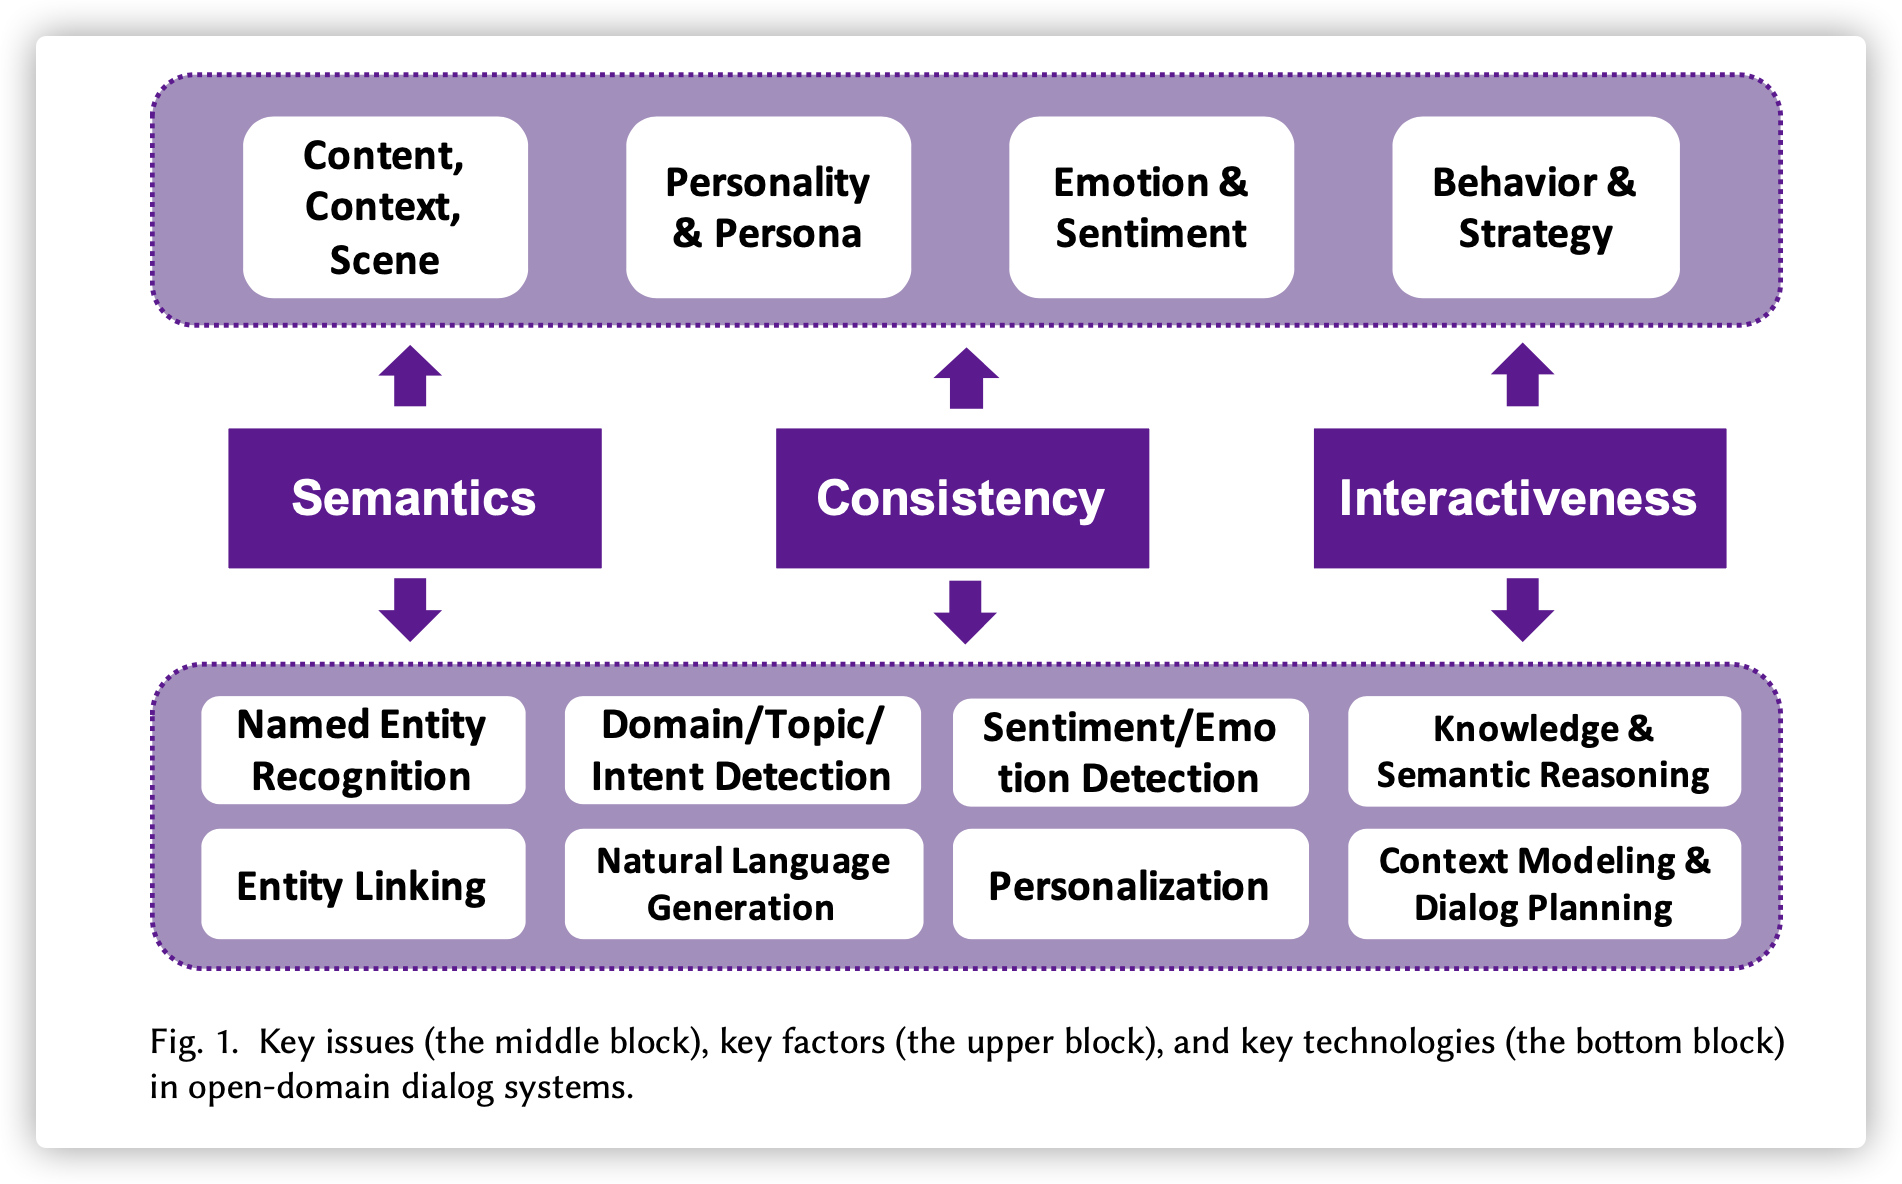 Content,
Context,
Scene
Personality
& Persona
Emotion &
Sentiment
Behavior &
Strategy
Semantics
Consistency
Interactiveness
Named Entity
Recognition
Domain/Topic/
Intent Detection
Sentiment/Emo
tion Detection
Knowledge &
Semantic Reasoning
Entity Linking
Natural Language
Generation
Personalization
Context Modeling &
Dialog Planning
Fig. 1. Key issues (the middle block), key factors (the upper block), and key technologies (the bottom block)
in open-domain dialog systems.